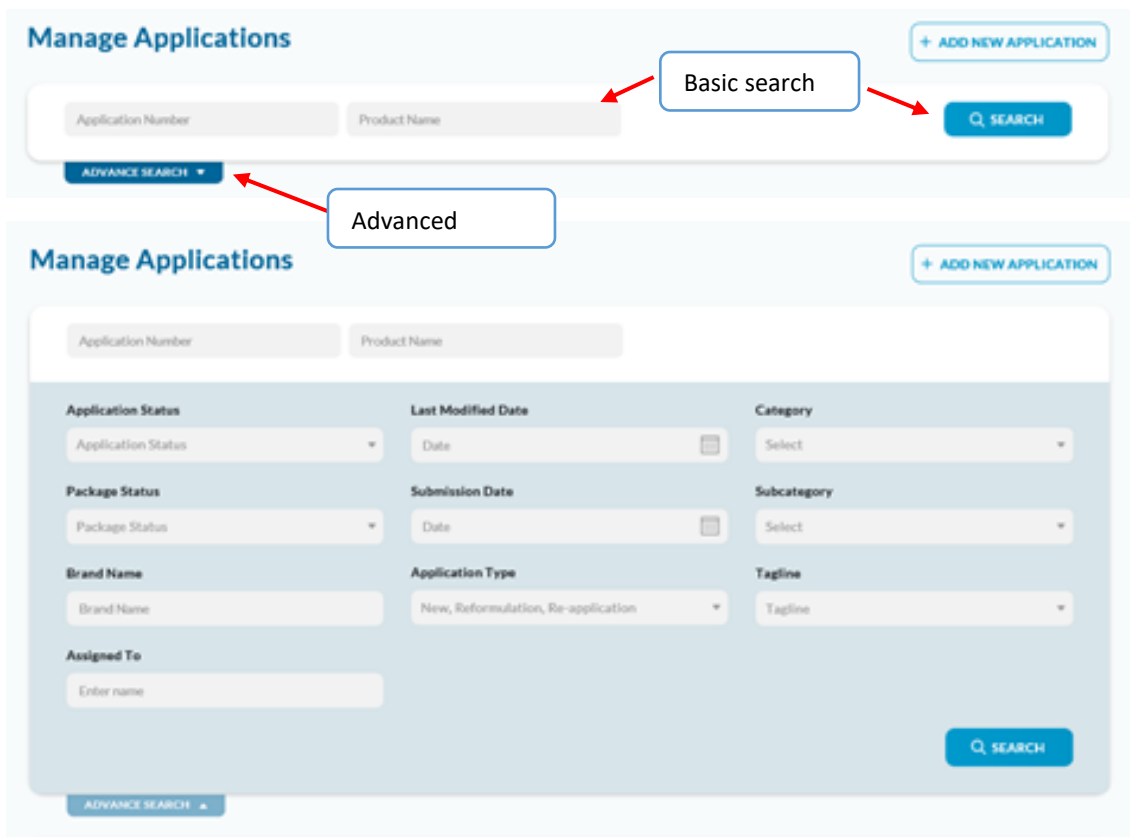 Manage Applications
+ ADD NEW APPLICATION
Basic search
Application Number Product Name
SEARCH
ADVANCE SEARCH
Advanced
Manage Applications
+ ADD NEW APPLICATION
Application Number Product Name
Application Status Last Modified Date Category
Application Status Date Select
Package Status Submission Date Subcategory
Package Status Date Select
Brand Name Application Type Tagline
Brand Name New, Reformulation, Re-application Tagline
Assigned To
Enter name
SEARCH
ADVANCE SEARCH